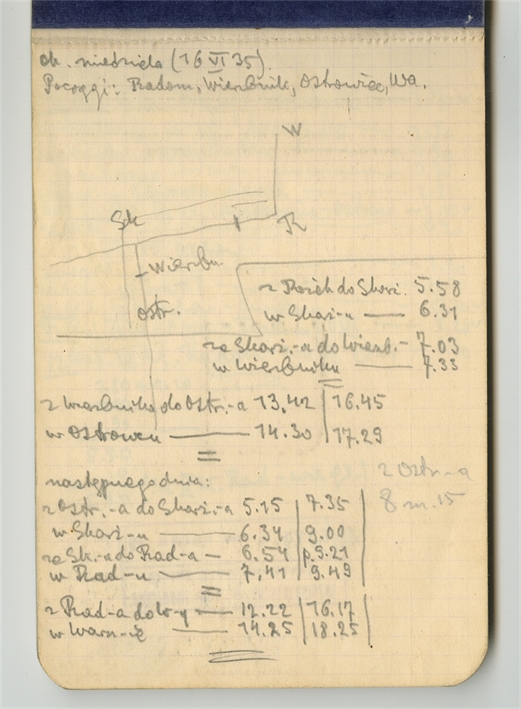 ok. niedziela (16 VI 35).
Pociągi: Radom, Wierzbnik, Ostrowiec, Wa.
W
Sk R
Wierzbn
Ostr.
do Skarż. 5.58
w Skarż-u — 6.31
ze Skarż.-a do Wierzb. - 7.03
w Wierzbniku — 7.33
z Wierzbnika do Ostr.-a 13,42 | 16.45
w Ostrowcu — 14.30 | 17.29
następnego dnia:
z Ostr-a
8 m. 15
z Ostr.-a do Skarż.-a 5.15 | 7.35
w Skarż-u — 6.34 | 9.00
ze Sk.-a do Rad-a — 6.54 | p.9.21
w Rad-u — 7,41 | 9.49
z Rad-a do W-y — 12.22 | 16.17
w Warsz-ie — 14.25 | 18.25